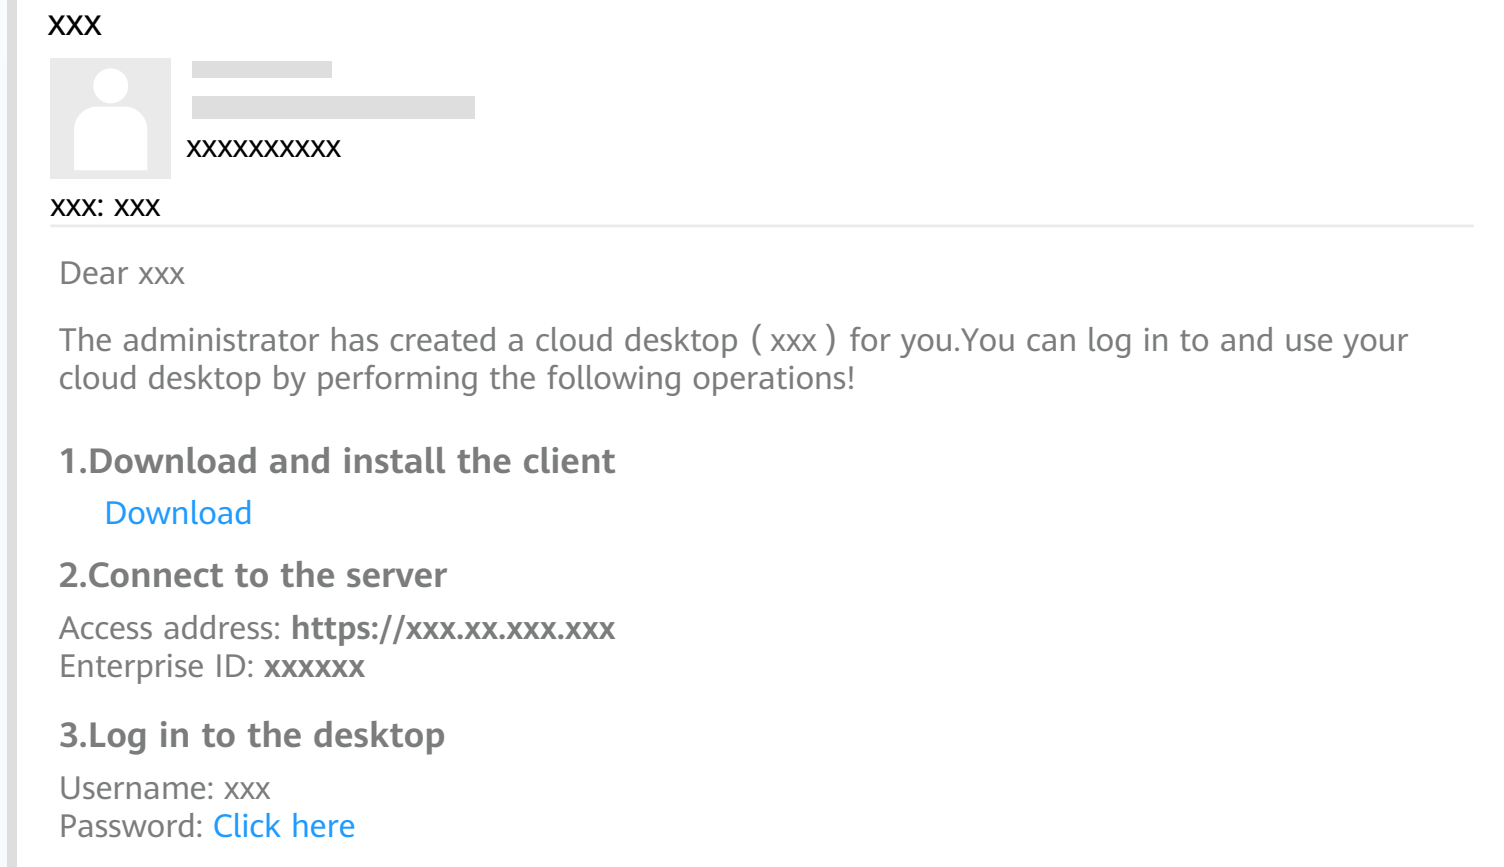 xxx
xxxxxxxxxx
xxx: xxx
Dear xxx
The administrator has created a cloud desktop ( xxx ) for you.You can log in to and use your
cloud desktop by performing the following operations!
1.Download and install the client
Download
2.Connect to the server
Access address: https://xxx.xx.xxx.xxx
Enterprise ID: xxxxxx
3.Log in to the desktop
Username: xxx
Password: Click here